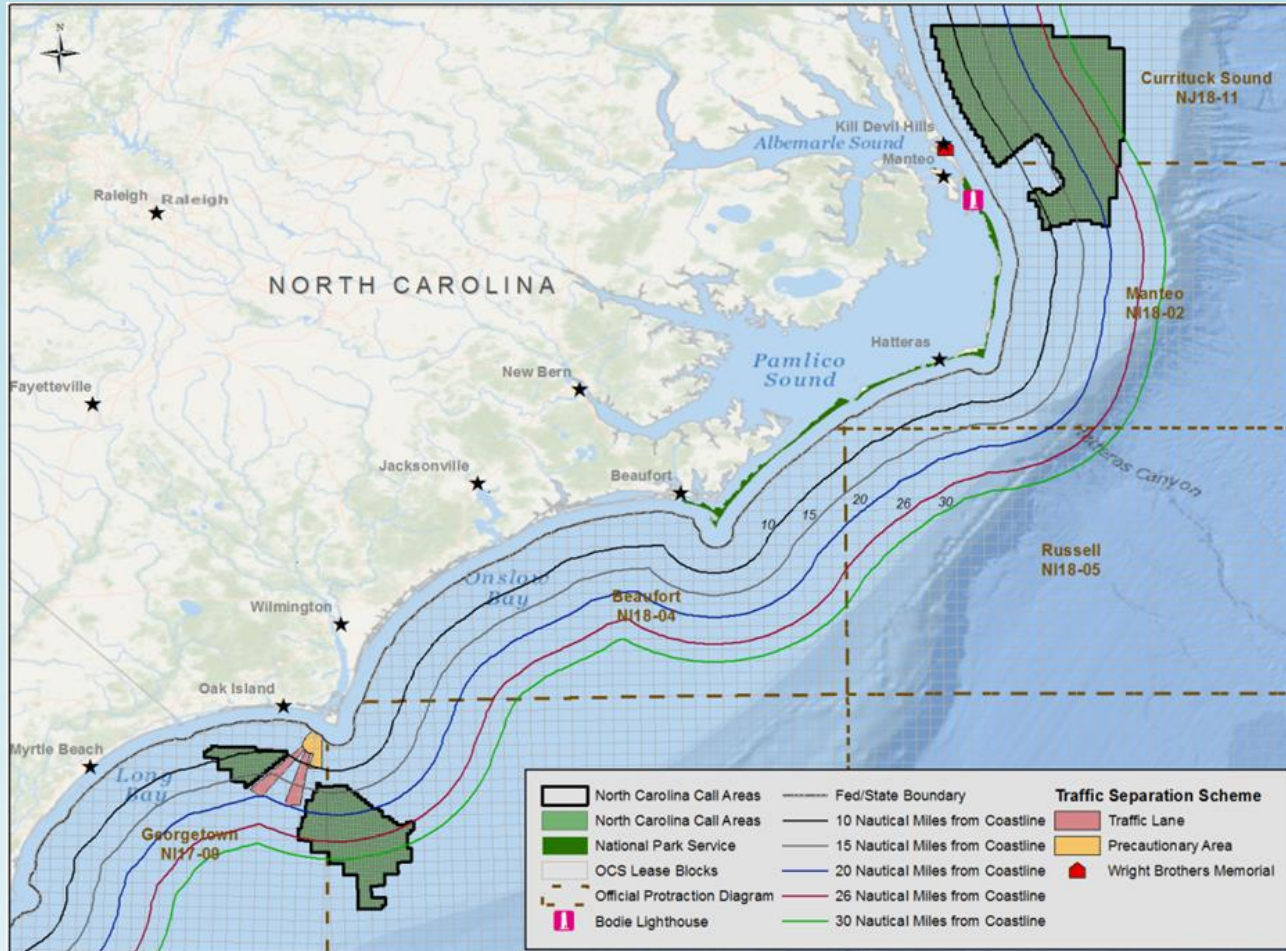 N
Currituck Sound
NJ18-11
Kill Devil Hills
Albemarle Sound
Manteo
Raleigh
Raleigh
NORTH CAROLINA
Manteo
NI18-02
Hatteras
Pamlico
Sound
New Bern
Fayetteville
Jacksonville
Beaufort
Canyon
10
15
20
26
30
Russell
NI18-05
Onslow
Bay
Beaufort
NI18-04
Wilmington
Oak Island
Myrtle Beach
Long
Bay
Georgetown
NI17-09
North Carolina Call Areas
North Carolina Call Areas
National Park Service
OCS Lease Blocks
Official Protraction Diagram
Bodie Lighthouse
Fed/State Boundary
10 Nautical Miles from Coastline
15 Nautical Miles from Coastline
20 Nautical Miles from Coastline
26 Nautical Miles from Coastline
30 Nautical Miles from Coastline
Traffic Separation Scheme
Traffic Lane
Precautionary Area
Wright Brothers Memorial